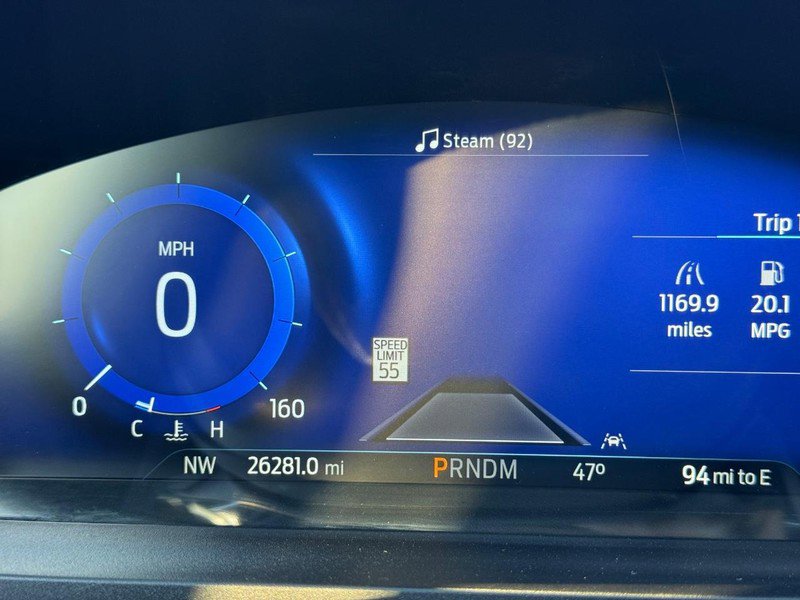 Steam (92)
Trip 1
MPH
0
1169.9
miles
20.1
MPG
SPEED
LIMIT
55
0
160
C
H
NW
26281.0 mi
PRNDM
47º
94 mi to E